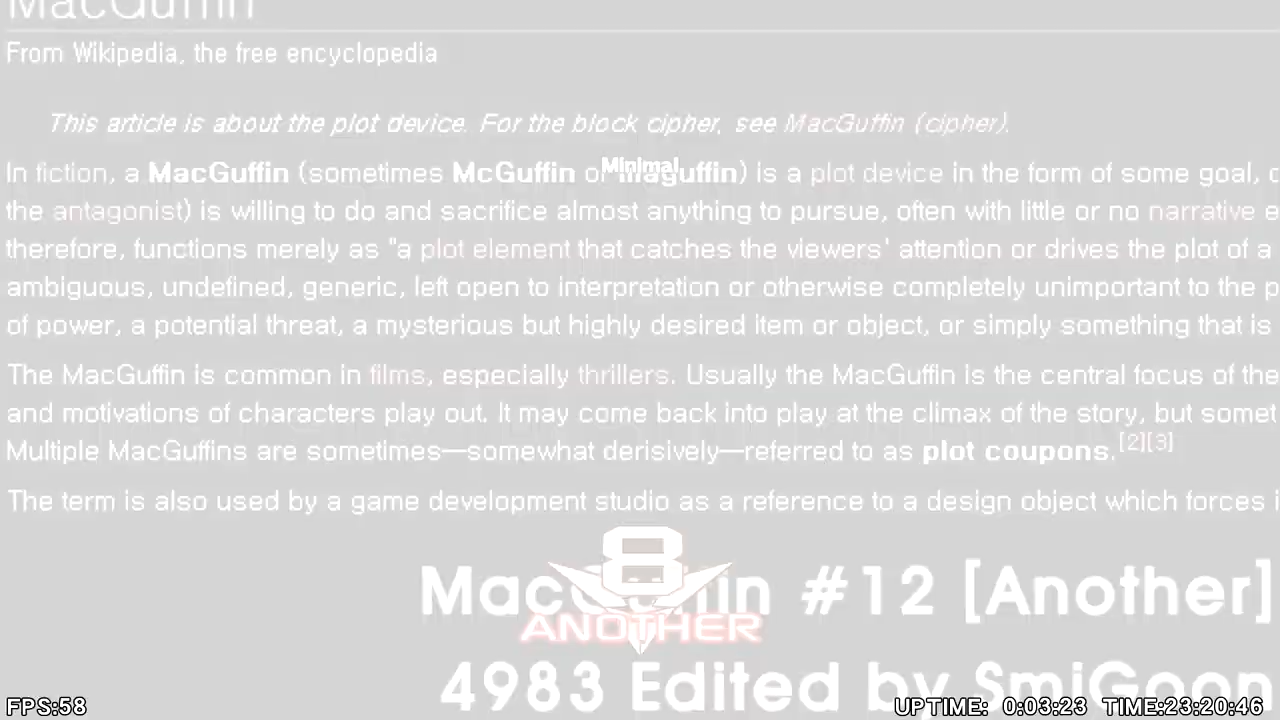 MacGuffin
From Wikipedia, the free encyclopedia
This article is about the plot device. For the block cipher, see MacGuffin (cipher).
Minimal
In fiction, a MacGuffin (sometimes McGuffin or maguffin) is a plot device in the form of some goal,
the antagonist) is willing to do and sacrifice almost anything to pursue, often with little or no narrative e
therefore, functions merely as "a plot element that catches the viewers' attention or drives the plot of a
ambiguous, undefined, generic, left open to interpretation or otherwise completely unimportant to the p
of power, a potential threat, a mysterious but highly desired item or object, or simply something that is
The MacGuffin is common in films, especially thrillers. Usually the MacGuffin is the central focus of the
and motivations of characters play out. It may come back into play at the climax of the story, but somet
Multiple MacGuffins are sometimes—somewhat derisively—referred to as plot coupons.[2][3]
The term is also used by a game development studio as a reference to a design object which forces i
8
MacGuffin #12 [Another]
ANOTHER
4983 Edited by SmiGoon
FPS:58
UPTIME: 0:03:23 TIME:23:20:46